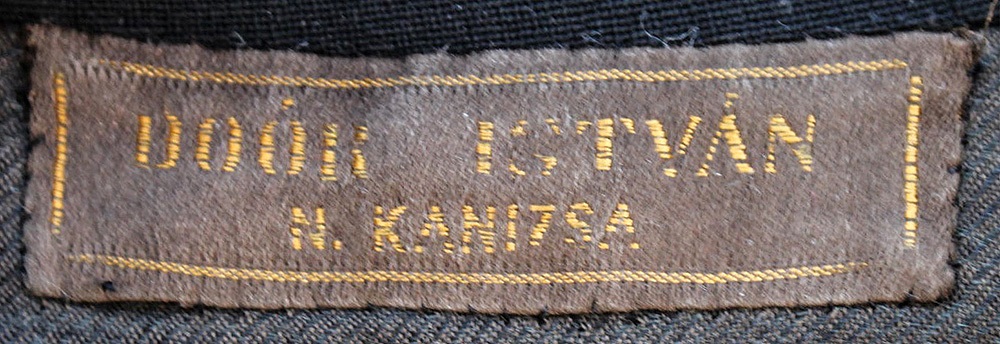 DOÓR ISTVÁN
N. KANIZSA